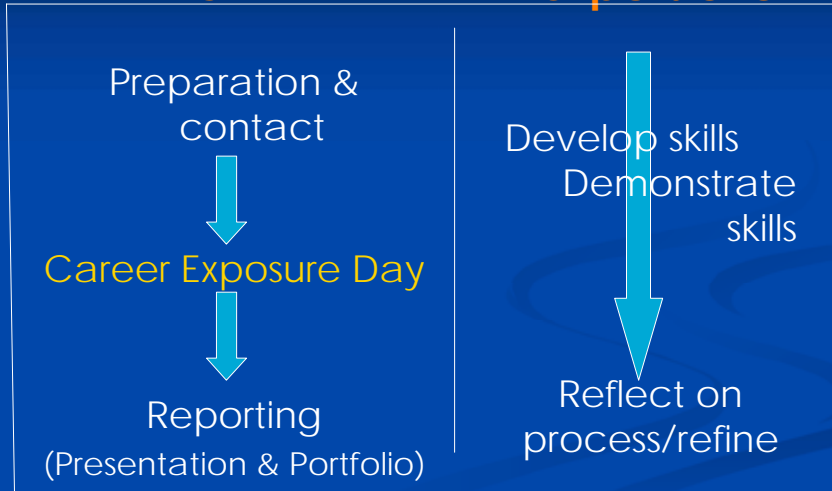 Preparation &
contact
Career Exposure Day
Reporting
(Presentation & Portfolio)
Develop skills
Demonstrate
skills
Reflect on
process/refine